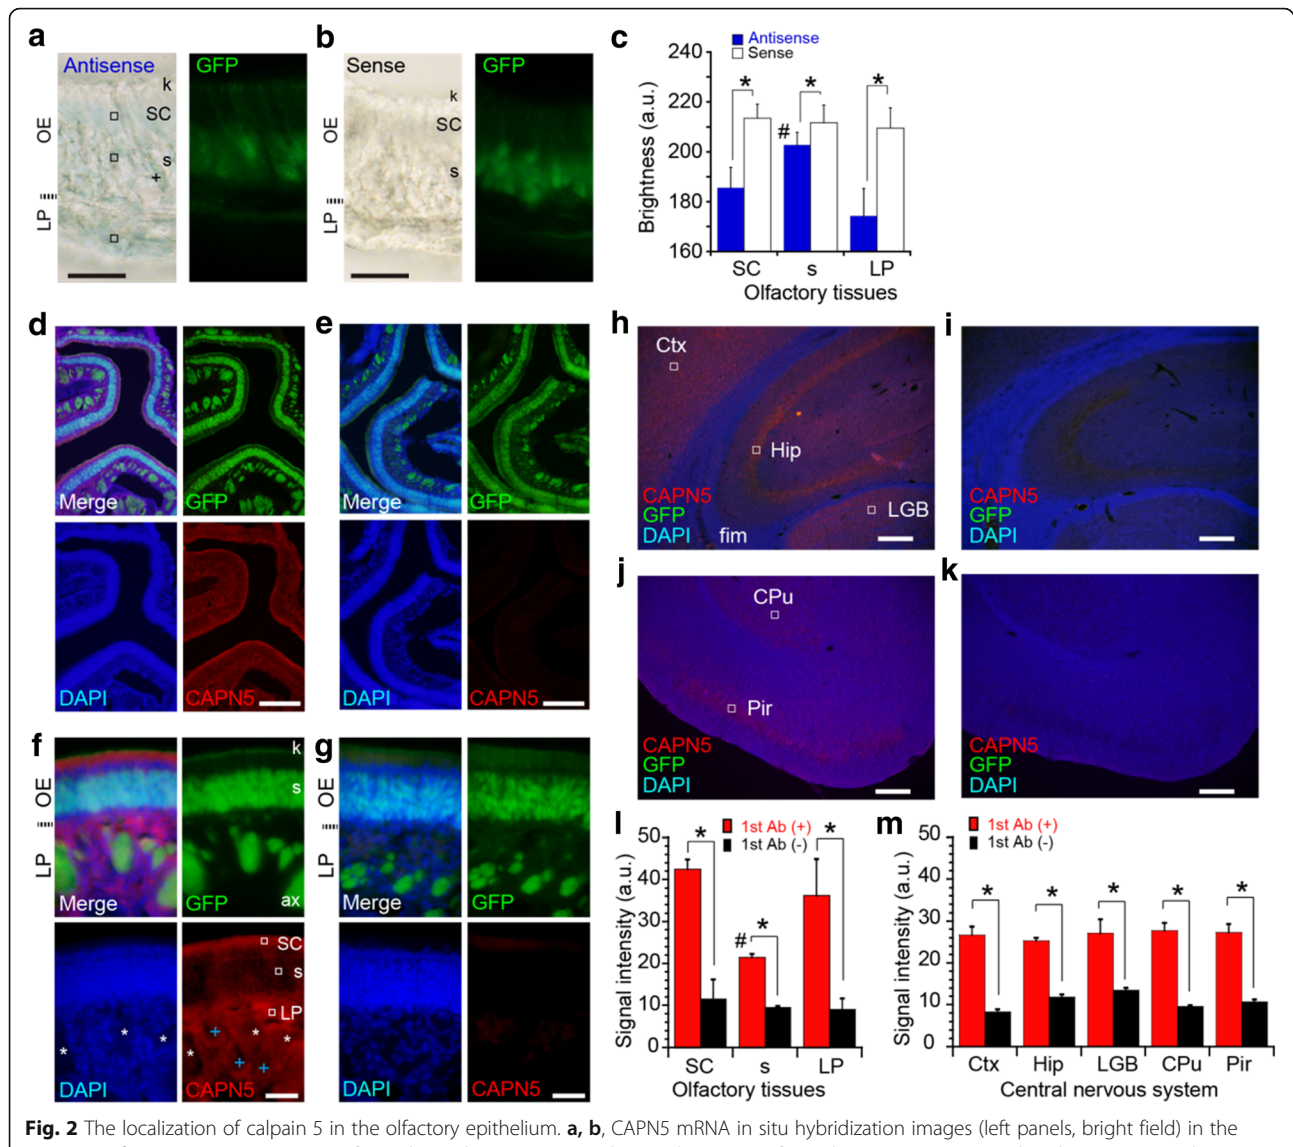 a
Antisense
k
SC
s
+
OE
LP
GFP
b
Sense
k
SC
s
OE
LP
GFP
c
Antisense
Sense
240
220
200
180
160
Brightness (a.u.)
*
#
*
*
SC s LP
Olfactory tissues
d
Merge
GFP
DAPI
CAPN5
e
Merge
GFP
DAPI
CAPN5
f
OE
LP
Merge
k
s
GFP
ax
* * *
DAPI
SC
s
LP
+ * * * + +
CAPN5
g
OE
LP
Merge
GFP
DAPI
CAPN5
h
Ctx
Hip
LGB
CAPN5
GFP
DAPI
fim
i
CAPN5
GFP
DAPI
j
CPu
Pir
CAPN5
GFP
DAPI
k
CAPN5
GFP
DAPI
l
1st Ab (+)
1st Ab (-)
50
40
30
20
10
0
Signal intensity (a.u.)
*
#
*
*
SC s LP
Olfactory tissues
m
1st Ab (+)
1st Ab (-)
50
40
30
20
10
0
Signal intensity (a.u.)
* * * * *
Ctx Hip LGB CPu Pir
Central nervous system
Fig. 2 The localization of calpain 5 in the olfactory epithelium. a, b, CAPN5 mRNA in situ hybridization images (left panels, bright field) in the